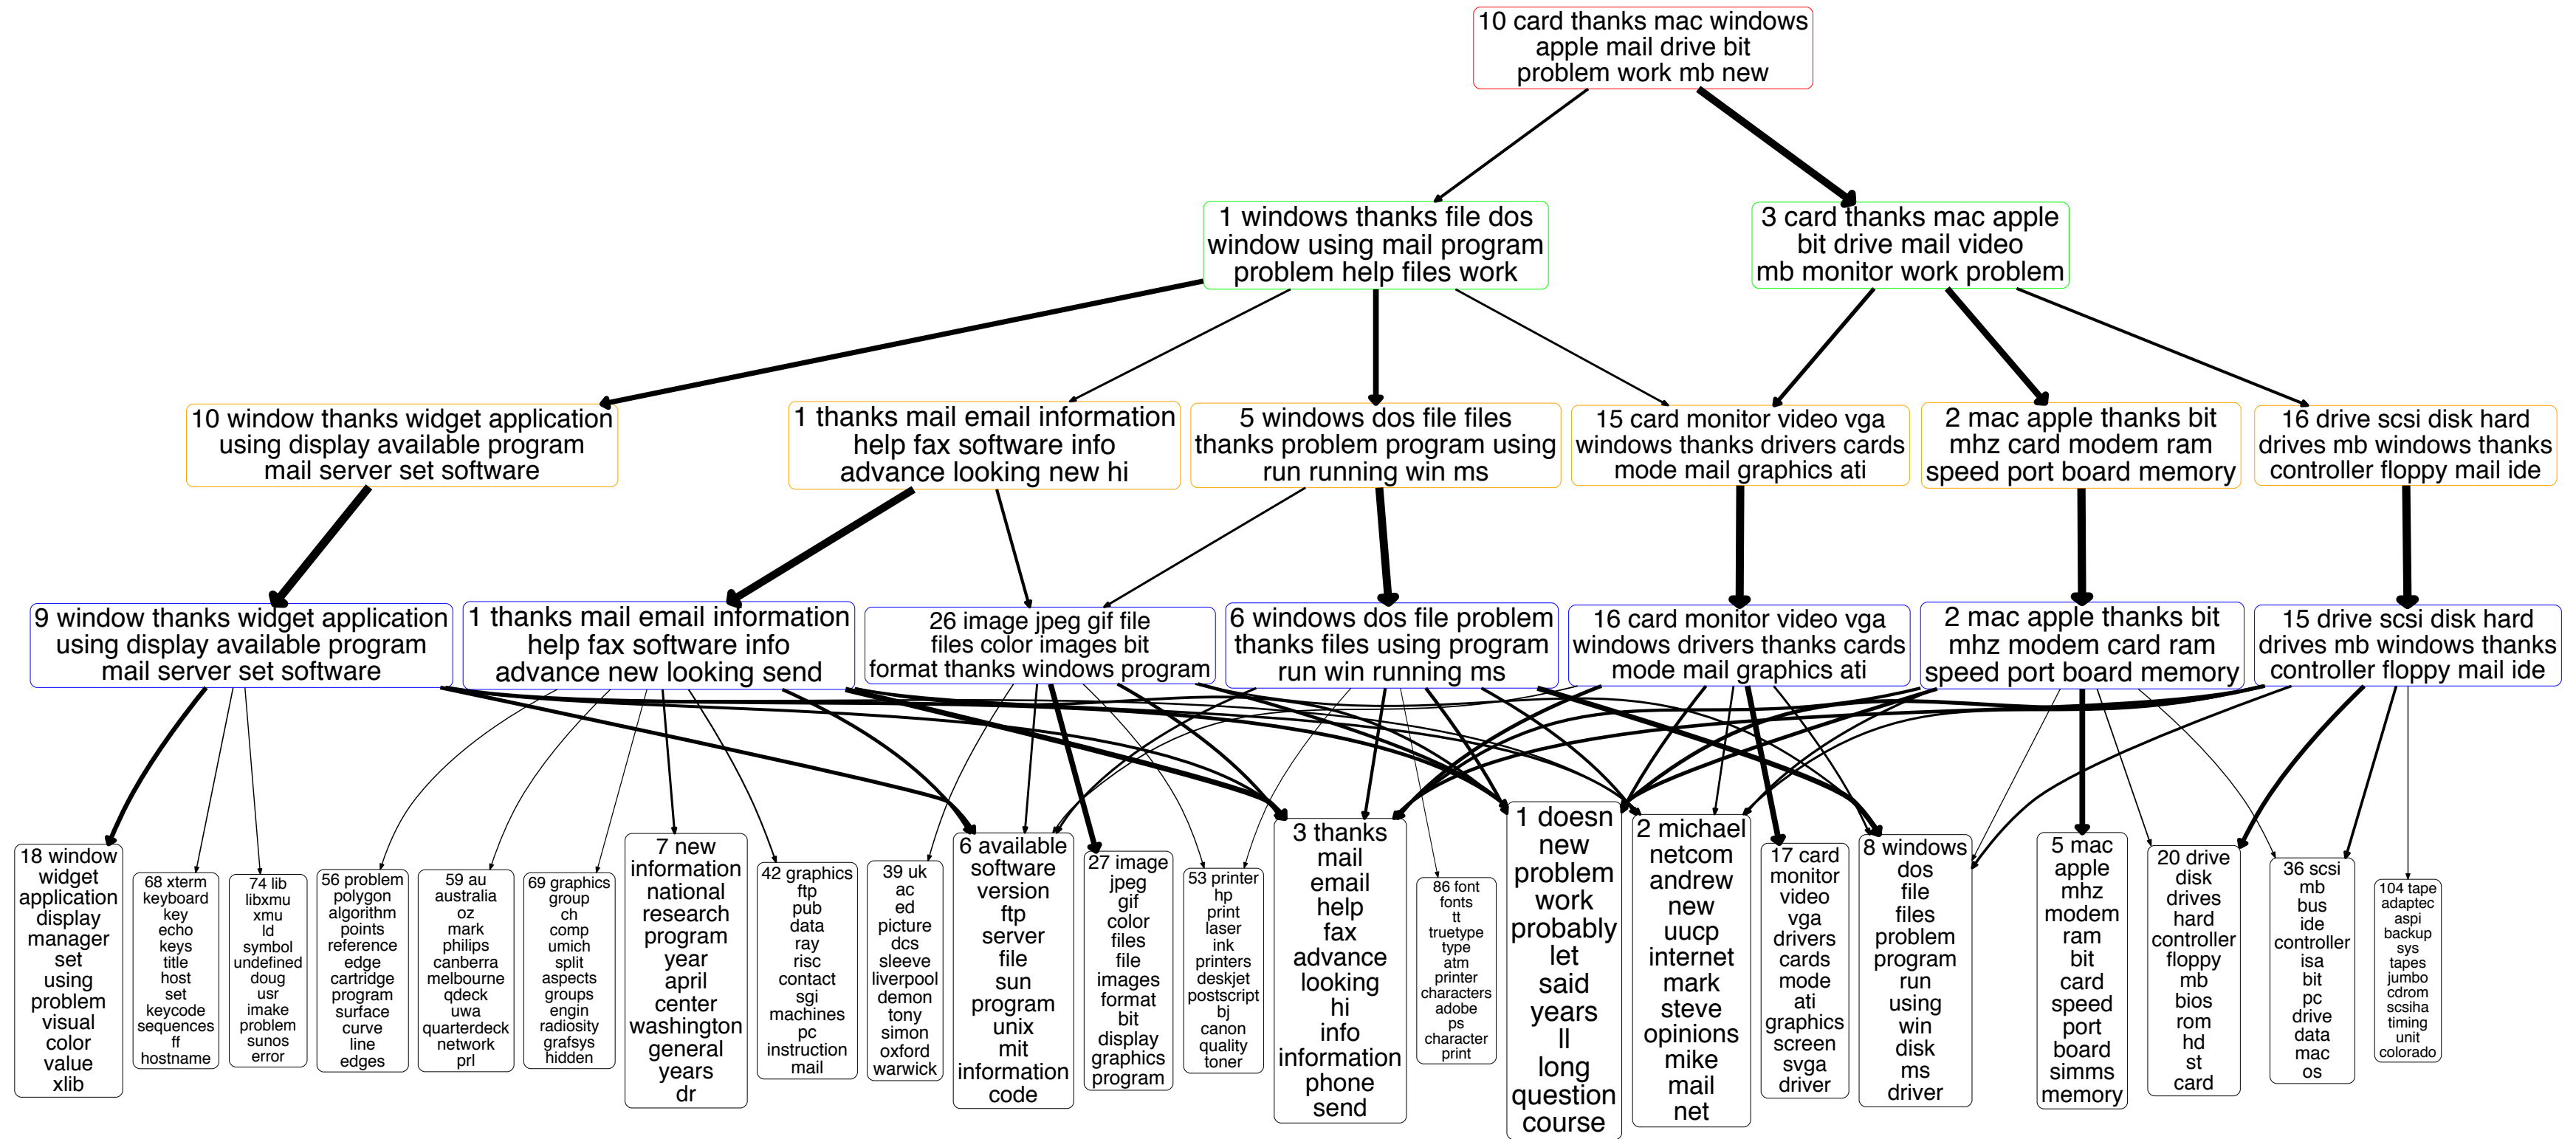 10 card thanks mac windows
apple mail drive bit
problem work mb new
1 windows thanks file dos
window using mail program
problem help files work
3 card thanks mac apple
bit drive mail video
mb monitor work problem
10 window thanks widget application
using display available program
mail server set software
1 thanks mail email information
help fax software info
advance looking new hi
5 windows dos file files
thanks problem program using
run running win ms
15 card monitor video vga
windows thanks drivers cards
mode mail graphics ati
2 mac apple thanks bit
mhz card modem ram
speed port board memory
16 drive scsi disk hard
drives mb windows thanks
controller floppy mail ide
9 window thanks widget application
using display available program
mail server set software
1 thanks mail email information
help fax software info
advance new looking send
26 image jpeg gif file
files color images bit
format thanks windows program
6 windows dos file problem
thanks files using program
run win running ms
16 card monitor video vga
windows drivers thanks cards
mode mail graphics ati
2 mac apple thanks bit
mhz modem card ram
speed port board memory
15 drive scsi disk hard
drives mb windows thanks
controller floppy mail ide
18 window
widget
application
display
manager
set
using
problem
visual
color
value
xlib
68 xterm
keyboard
key
echo
keys
title
host
set
keycode
sequences
ff
hostname
74 lib
libxmu
xmu
ld
symbol
undefined
doug
usr
imake
problem
sunos
error
56 problem
polygon
algorithm
points
reference
edge
cartridge
program
surface
curve
line
edges
59 au
australia
oz
mark
philips
canberra
melbourne
qdeck
uwa
quarterdeck
network
prl
69 graphics
group
ch
comp
umich
split
aspects
groups
engin
radiosity
grafsys
hidden
7 new
information
national
research
program
year
april
center
washington
general
years
dr
42 graphics
ftp
pub
data
ray
risc
contact
sgi
machines
pc
instruction
mail
39 uk
ac
ed
picture
dcs
sleeve
liverpool
demon
tony
simon
oxford
warwick
6 available
software
version
ftp
server
file
sun
program
unix
mit
information
code
27 image
jpeg
gif
color
files
file
images
format
bit
display
graphics
program
53 printer
hp
print
laser
ink
printers
deskjet
postscript
bj
canon
quality
toner
3 thanks
mail
email
help
fax
advance
looking
hi
info
information
phone
send
86 font
fonts
tt
truetype
type
atm
printer
characters
adobe
ps
character
print
1 doesn
new
problem
work
probably
let
said
years
ll
long
question
course
2 michael
netcom
andrew
new
uucp
internet
mark
steve
opinions
mike
mail
net
17 card
monitor
video
vga
drivers
cards
mode
ati
graphics
screen
svga
driver
8 windows
dos
file
files
problem
program
run
using
win
disk
ms
driver
5 mac
apple
mhz
modem
ram
bit
card
speed
port
board
simms
memory
20 drive
disk
drives
hard
controller
floppy
mb
bios
rom
hd
st
card
36 scsi
mb
bus
ide
controller
isa
bit
pc
drive
data
mac
os
104 tape
adaptec
aspi
backup
sys
tapes
jumbo
cdrom
scsiha
timing
unit
colorado